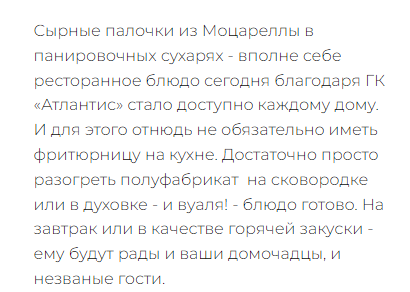 Сырные палочки из Моцареллы в
панировочных сухарях - вполне себе
ресторанное блюдо сегодня благодаря ГК
«Атлантис» стало доступно каждому дому.
И для этого отнюдь не обязательно иметь
фритюрницу на кухне. Достаточно просто
разогреть полуфабрикат  на сковородке
или в духовке - и вуаля! - блюдо готово. На
завтрак или в качестве горячей закуски -
ему будут рады и ваши домочадцы, и
незваные гости.